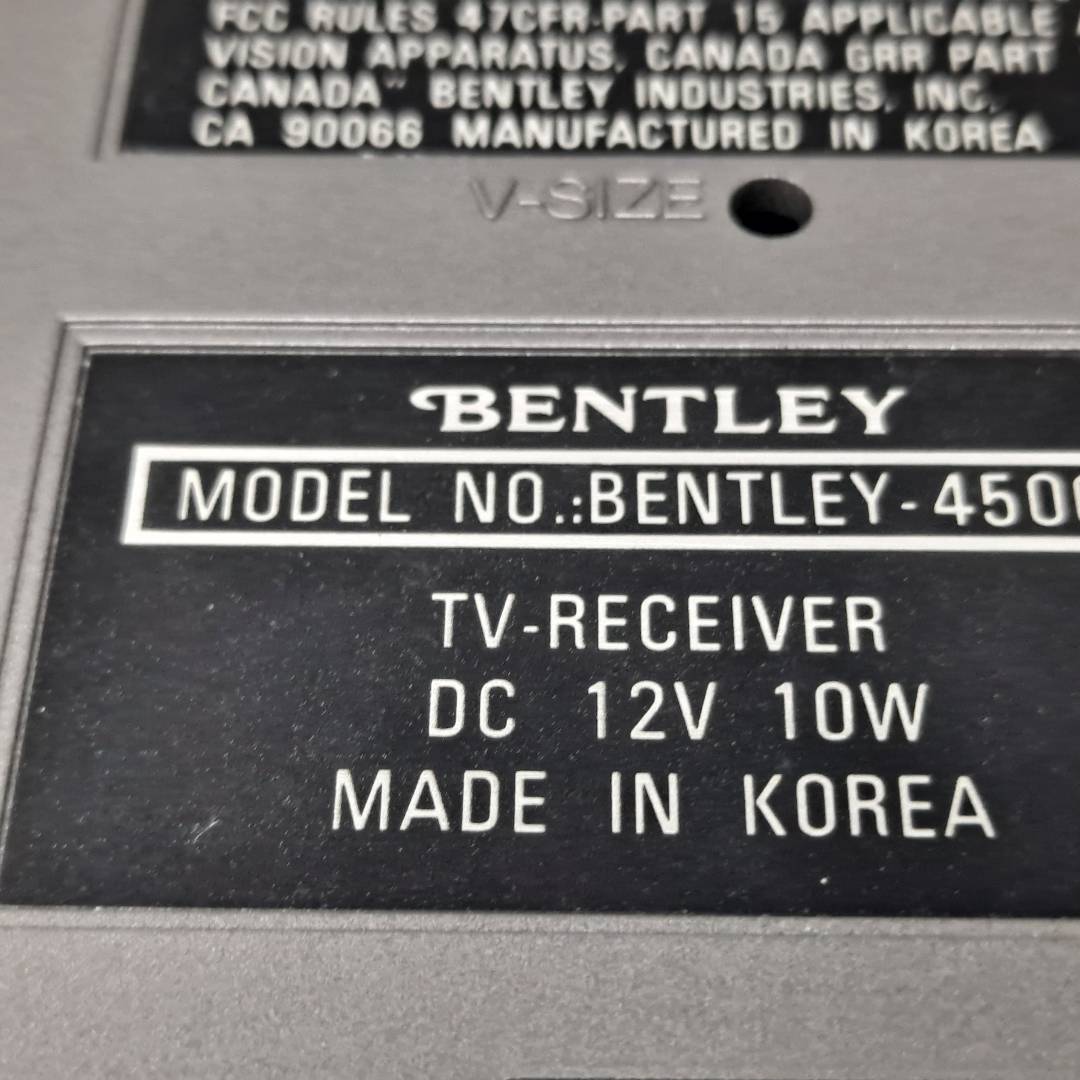 FCC RULES 47CFR-PART 15 APPLICABLE
VISION APPARATUS, CANADA GRR PART
CANADA" BENTLEY INDUSTRIES, INC.
CA 90066 MANUFACTURED IN KOREA
V-SIZE
BENTLEY
MODEL NO.:BENTLEY-450
TV-RECEIVER
DC 12V 10W
MADE IN KOREA